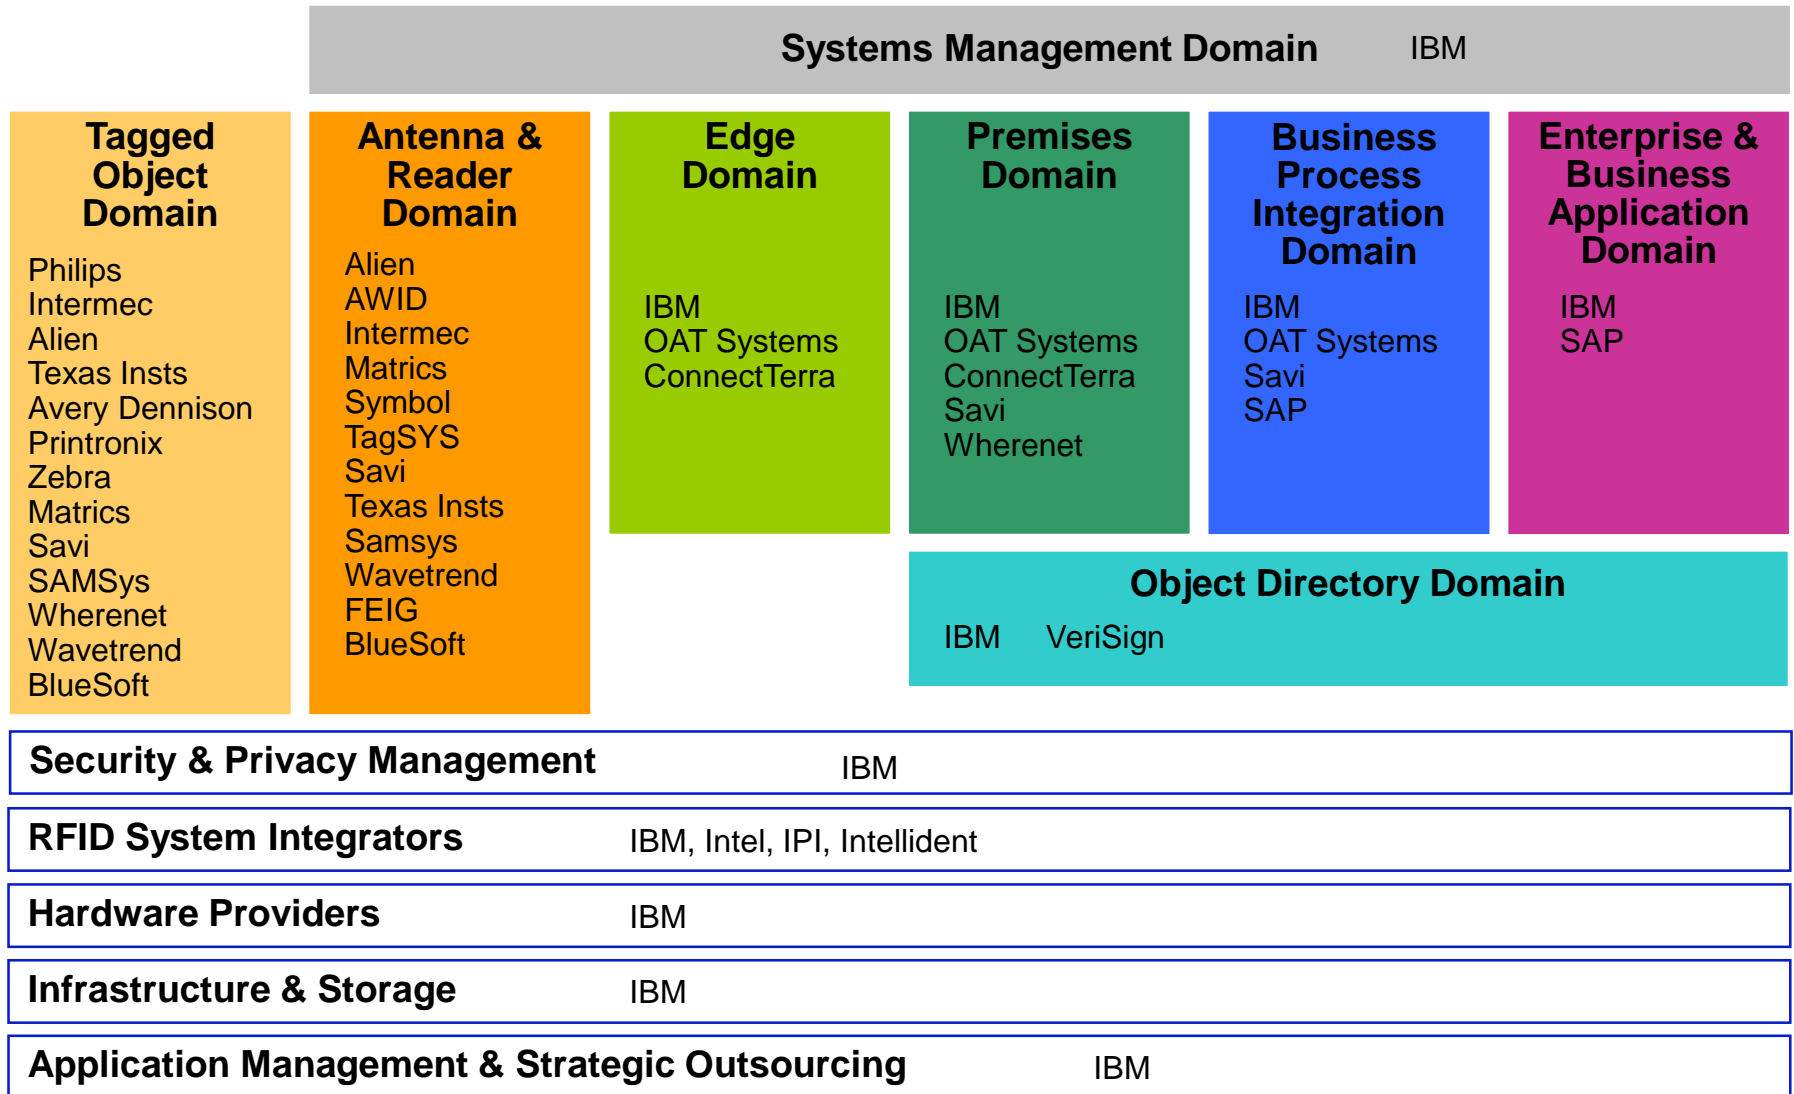 Systems Management Domain IBM
Tagged
Object
Domain
Philips
Intermec
Alien
Texas Insts
Avery Dennison
Printronix
Zebra
Matrics
Savi
SAMSys
Wherenet
Wavetrend
BlueSoft
Antenna &
Reader
Domain
Alien
AWID
Intermec
Matrics
Symbol
TagSYS
Savi
Texas Insts
Samsys
Wavetrend
FEIG
BlueSoft
Edge
Domain
IBM
OAT Systems
ConnectTerra
Premises
Domain
IBM
OAT Systems
ConnectTerra
Savi
Wherenet
Business
Process
Integration
Domain
IBM
OAT Systems
Savi
SAP
Enterprise &
Business
Application
Domain
IBM
SAP
Object Directory Domain
IBM VeriSign
Security & Privacy Management IBM
RFID System Integrators IBM, Intel, IPI, Intellident
Hardware Providers IBM
Infrastructure & Storage IBM
Application Management & Strategic Outsourcing IBM